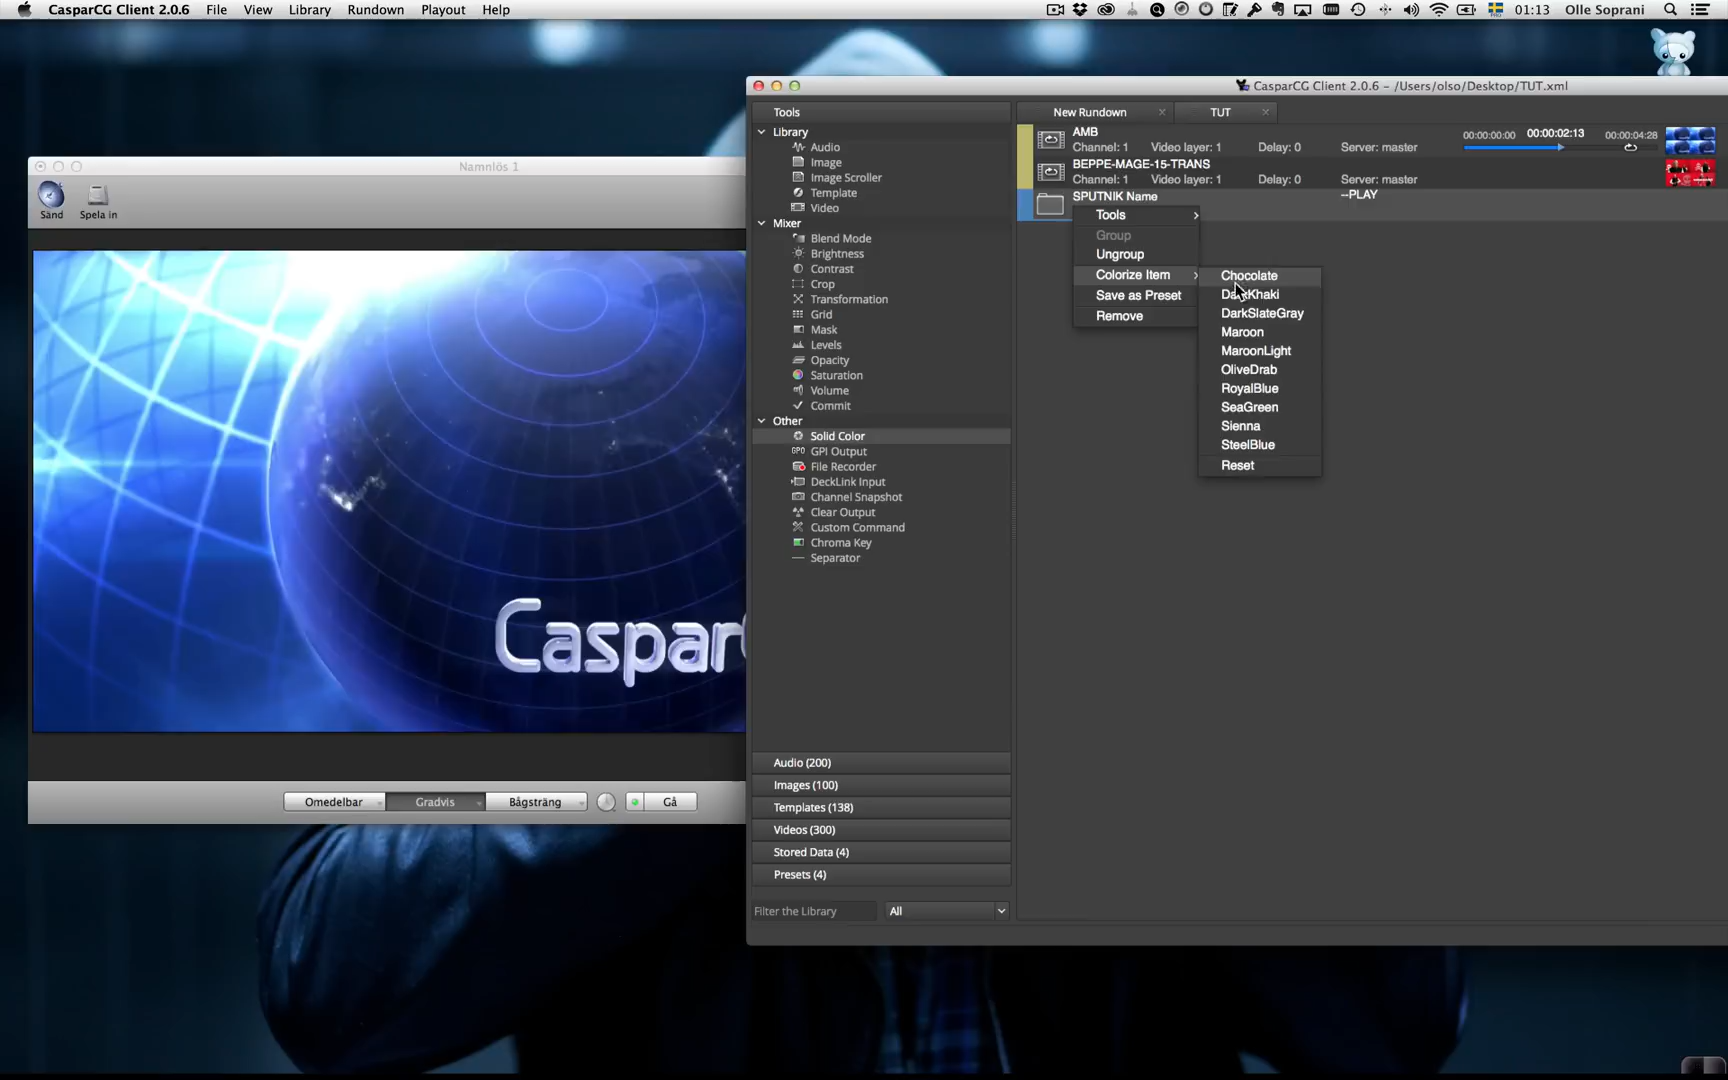 CasparCG Client 2.0.6 File View Library Rundown Playout Help 01:13 Olle Soprani
CasparCG Client 2.0.6 – /Users/olso/Desktop/TUT.xml
Namnlös 1
Sänd Spela in
Caspar
Omedelbar Gradvis Bågsträng Gå
Tools
Library
Audio
Image
Image Scroller
Template
Video
Mixer
Blend Mode
Brightness
Contrast
Crop
Transformation
Grid
Mask
Levels
Opacity
Saturation
Volume
Commit
Other
Solid Color
GPI Output
File Recorder
DeckLink Input
Channel Snapshot
Clear Output
Custom Command
Chroma Key
Separator
Audio (200)
Images (100)
Templates (138)
Videos (300)
Stored Data (4)
Presets (4)
Filter the Library All
New Rundown TUT
AMB 00:00:00:00 00:00:02:13 00:00:04:28
Channel: 1 Video layer: 1 Delay: 0 Server: master
BEPPE-MAGE-15-TRANS
Channel: 1 Video layer: 1 Delay: 0 Server: master
SPUTNIK Name --PLAY
Tools
Group
Ungroup
Colorize Item
Save as Preset
Remove
Chocolate
DarkKhaki
DarkSlateGray
Maroon
MaroonLight
OliveDrab
RoyalBlue
SeaGreen
Sienna
SteelBlue
Reset